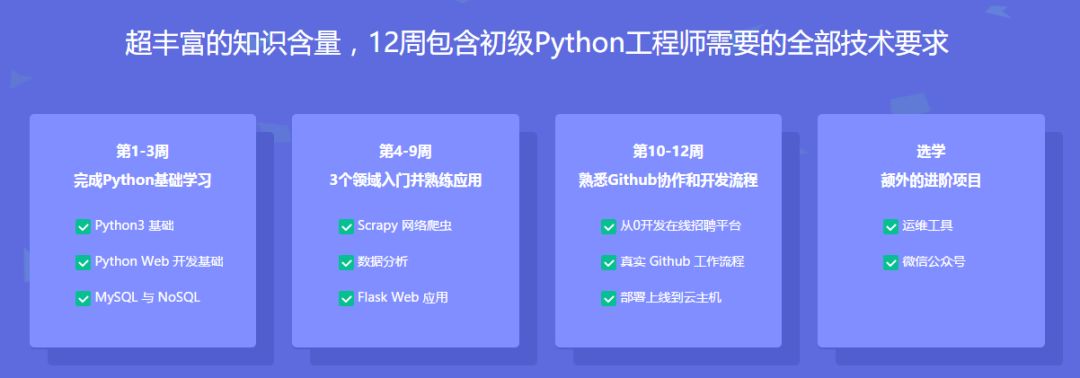 超丰富的知识含量，12周包含初级Python工程师需要的全部技术要求
第1-3周
完成Python基础学习
Python3 基础
Python Web 开发基础
MySQL 与 NoSQL
第4-9周
3个领域入门并熟练应用
Scrapy 网络爬虫
数据分析
Flask Web 应用
第10-12周
熟悉Github协作和开发流程
从0开发在线招聘平台
真实 Github 工作流程
部署上线到云主机
选学
额外的进阶项目
运维工具
微信公众号